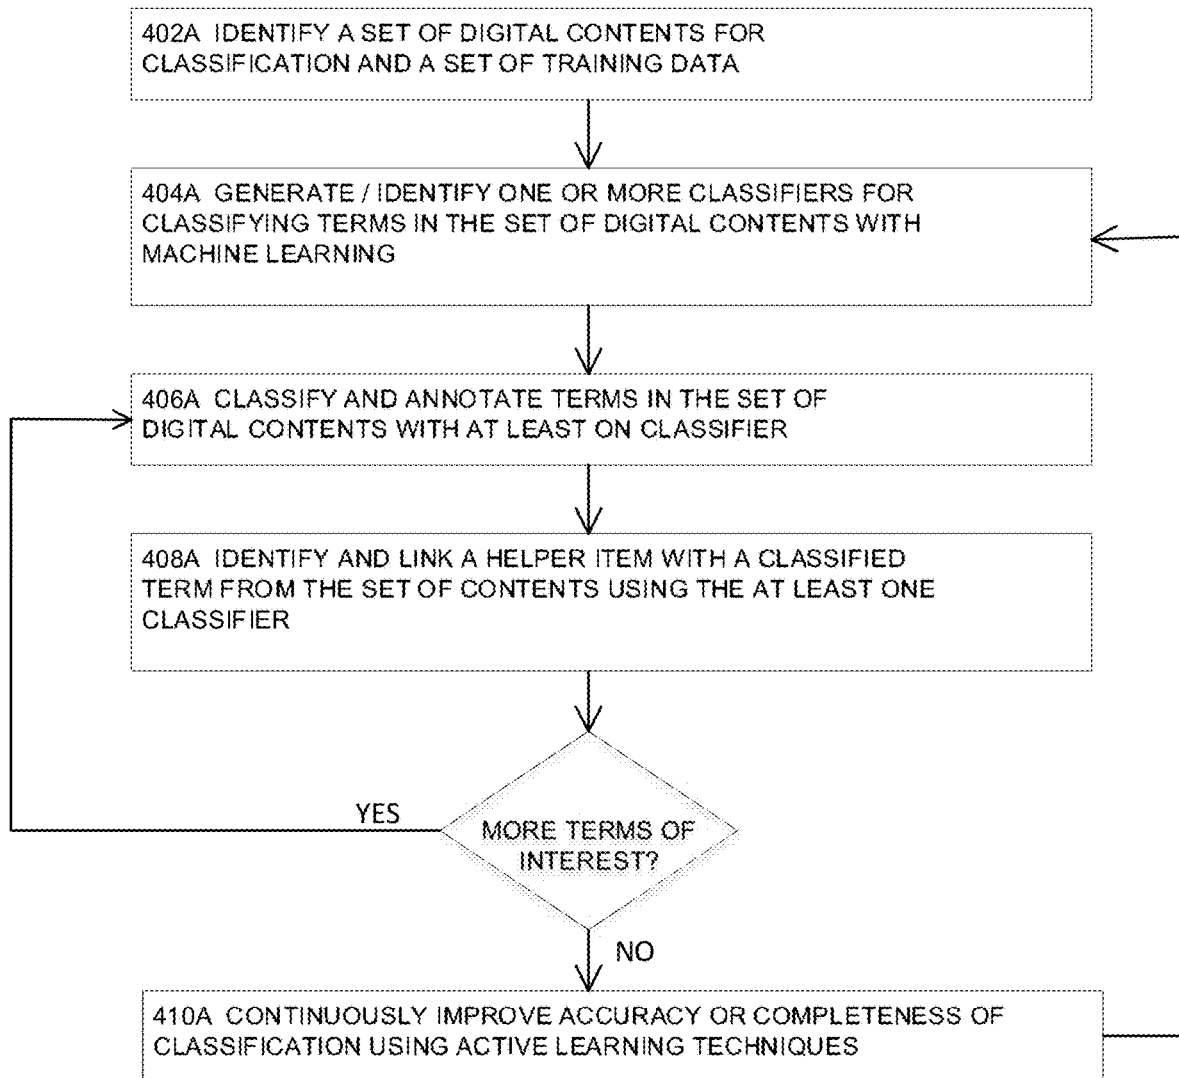 402A IDENTIFY A SET OF DIGITAL CONTENTS FOR
CLASSIFICATION AND A SET OF TRAINING DATA
404A GENERATE / IDENTIFY ONE OR MORE CLASSIFIERS FOR
CLASSIFYING TERMS IN THE SET OF DIGITAL CONTENTS WITH
MACHINE LEARNING
406A CLASSIFY AND ANNOTATE TERMS IN THE SET OF
DIGITAL CONTENTS WITH AT LEAST ON CLASSIFIER
408A IDENTIFY AND LINK A HELPER ITEM WITH A CLASSIFIED
TERM FROM THE SET OF CONTENTS USING THE AT LEAST ONE
CLASSIFIER
YES
MORE TERMS OF
INTEREST?
NO
410A CONTINUOUSLY IMPROVE ACCURACY OR COMPLETENESS OF
CLASSIFICATION USING ACTIVE LEARNING TECHNIQUES